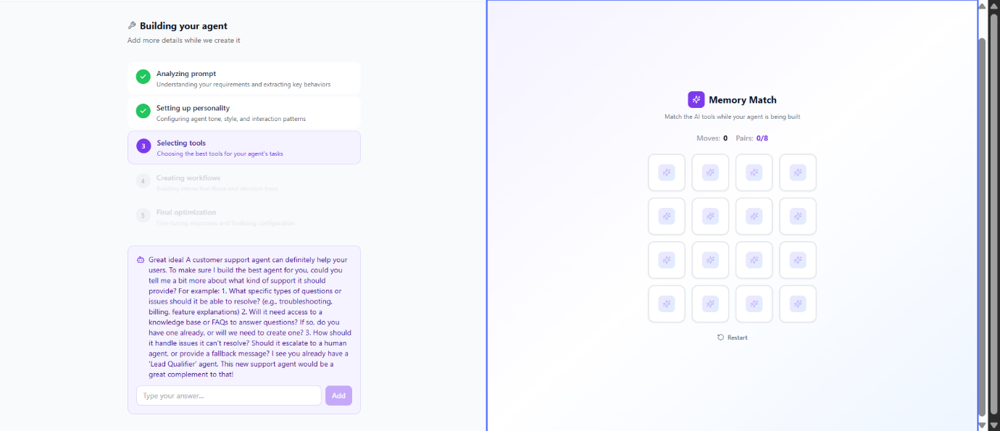 Building your agent
Add more details while we create it
Analyzing prompt
Understanding your requirements and extracting key behaviors
Setting up personality
Configuring agent tone, style, and interaction patterns
3
Selecting tools
Choosing the best tools for your agent's tasks
4
Creating workflows
Building interaction flows and decision trees
5
Final optimization
Fine-tuning responses and finalizing configuration
Great idea! A customer support agent can definitely help your
users. To make sure I build the best agent for you, could you
tell me a bit more about what kind of support it should
provide? For example: 1. What specific types of questions or
issues should it be able to resolve? (e.g., troubleshooting,
billing, feature explanations) 2. Will it need access to a
knowledge base or FAQs to answer questions? If so, do you
have one already, or will we need to create one? 3. How should
it handle issues it can't resolve? Should it escalate to a human
agent, or provide a fallback message? I see you already have a
'Lead Qualifier' agent. This new support agent would be a
great complement to that!
Type your answer...
Add
Memory Match
Match the AI tools while your agent is being built
Moves: 0 Pairs: 0/8
Restart